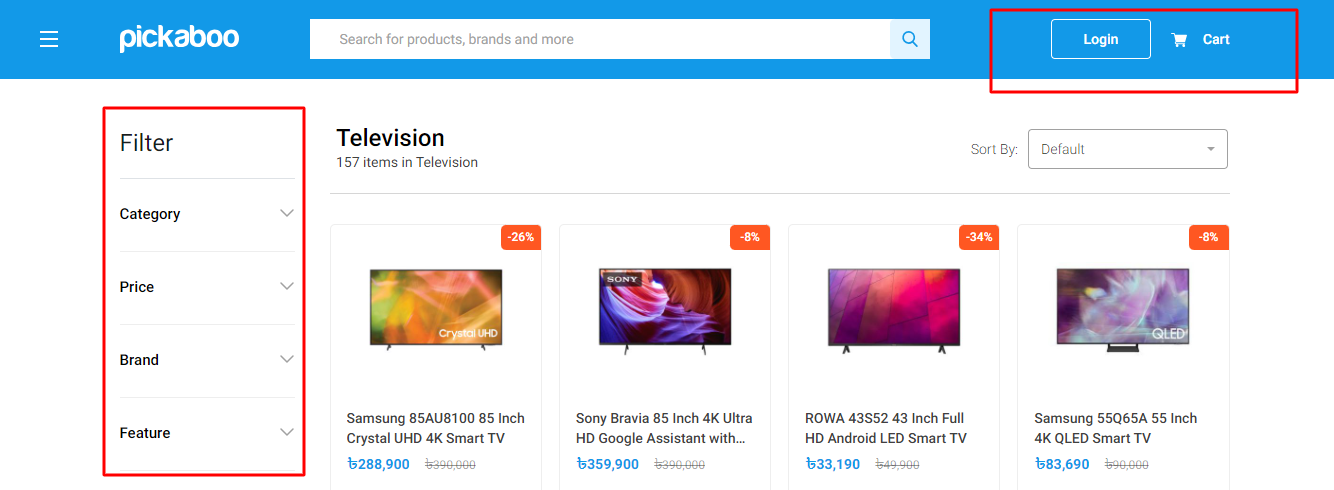 pickaboo
Search for products, brands and more
Login
Cart
Filter
Category
Price
Brand
Feature
Television
157 items in Television
Sort By:
Default
-26%
Crystal UHD
Samsung 85AU8100 85 Inch
Crystal UHD 4K Smart TV
৳288,900 ৳390,000
-8%
SONY
Sony Bravia 85 Inch 4K Ultra
HD Google Assistant with...
৳359,900 ৳390,000
-34%
ROWA 43S52 43 Inch Full
HD Android LED Smart TV
৳33,190 ৳49,900
-8%
QLED
Samsung 55Q65A 55 Inch
4K QLED Smart TV
৳83,690 ৳90,000